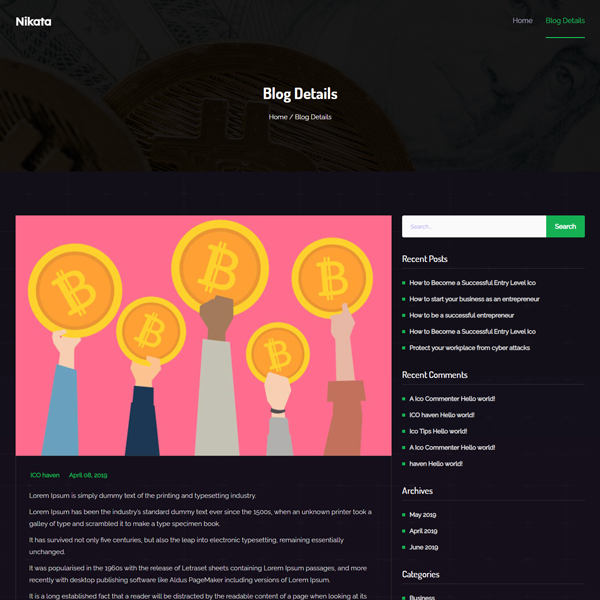 Nikata
Home
Blog Details
Blog Details
Home / Blog Details
Search...
Search
Recent Posts
How to Become a Successful Entry Level Ico
How to start your business as an entrepreneur
How to be a successful entrepreneur
How to Become a Successful Entry Level Ico
Protect your workplace from cyber attacks
Recent Comments
A Ico Commenter Hello world!
ICO haven Hello world!
Ico Tips Hello world!
A Ico Commenter Hello world!
haven Hello world!
Archives
May 2019
April 2019
June 2019
Categories
Business
ICO haven
April 08, 2019
Lorem Ipsum is simply dummy text of the printing and typesetting industry.
Lorem Ipsum has been the industry's standard dummy text ever since the 1500s, when an unknown printer took a
galley of type and scrambled it to make a type specimen book.
It has survived not only five centuries, but also the leap into electronic typesetting, remaining essentially
unchanged.
It was popularised in the 1960s with the release of Letraset sheets containing Lorem Ipsum passages, and more
recently with desktop publishing software like Aldus PageMaker including versions of Lorem Ipsum.
It is a long established fact that a reader will be distracted by the readable content of a page when looking at its